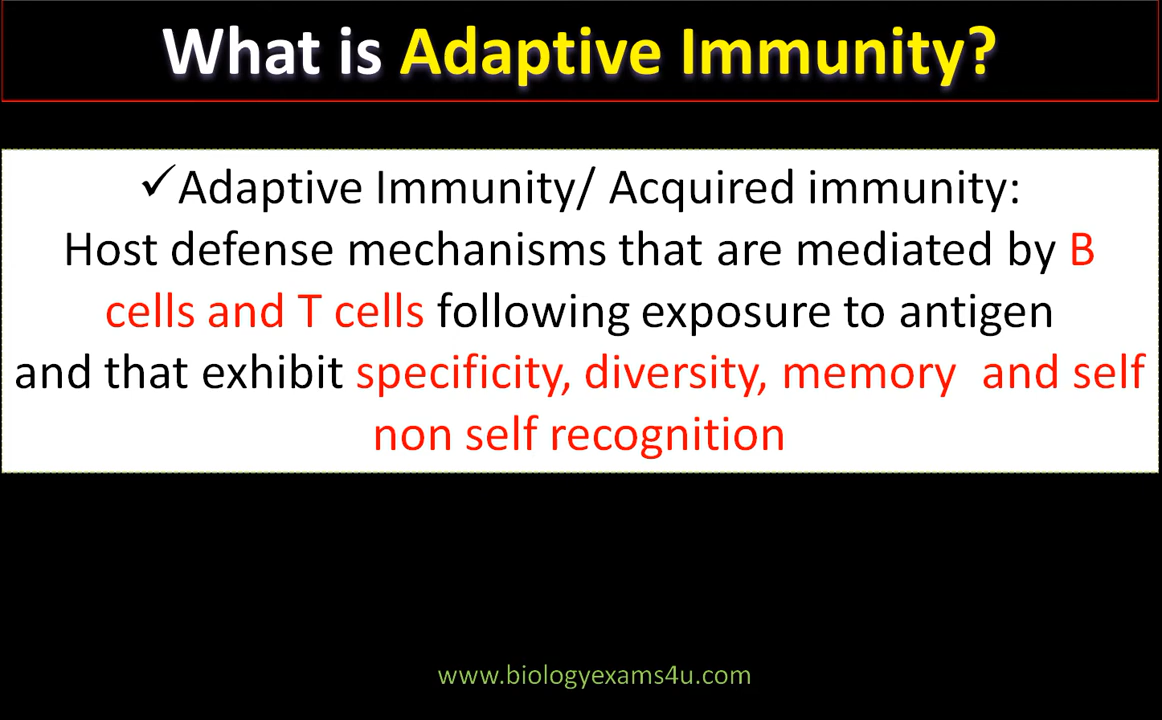 What is Adaptive Immunity?
✓Adaptive Immunity/ Acquired immunity:
Host defense mechanisms that are mediated by B
cells and T cells following exposure to antigen
and that exhibit specificity, diversity, memory  and self
non self recognition
www.biologyexams4u.com